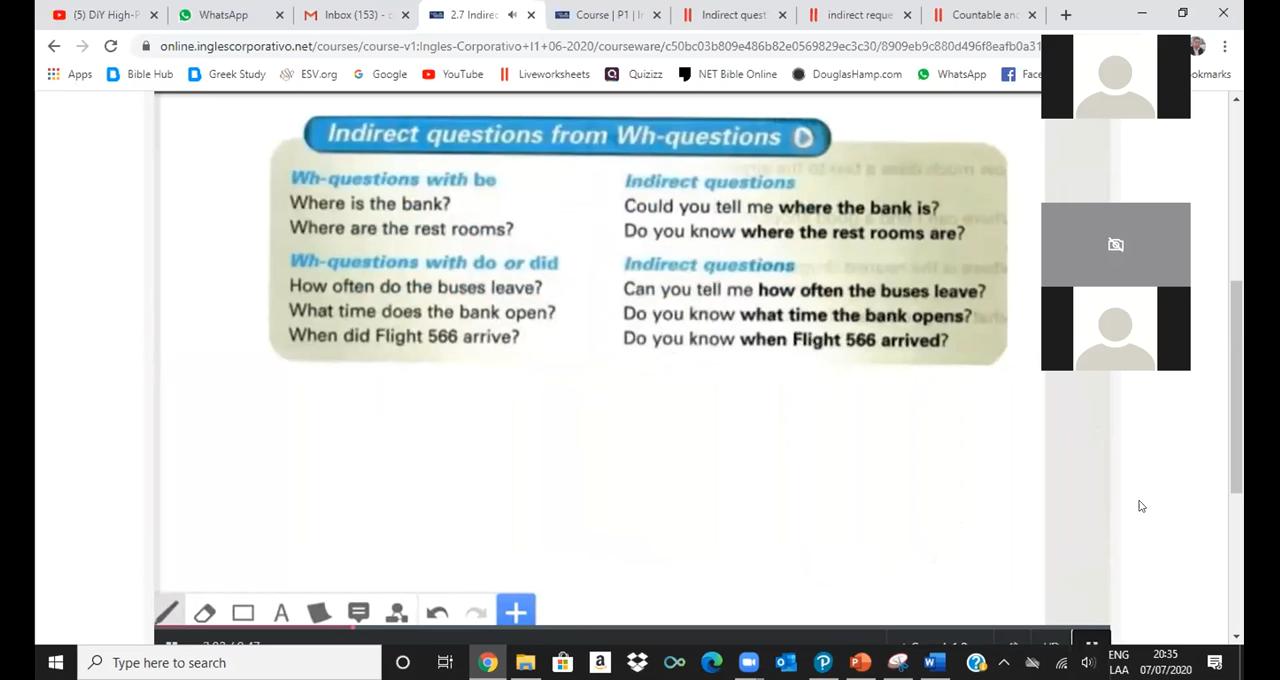 (5) DiY High-P
WhatsApp
Inbox (153) - c
2.7 Indirec
Course | P1 | I
Indirect quest
indirect reque
Countable and
online.inglescorporativo.net/courses/course-v1:Ingles-Corporativo+I1+06-2020/courseware/c50bc03b809e486b82e0569829ec3c30/8909eb9c880d496f8eafb0a31
Apps
Bible Hub
Greek Study
ESV.org
Google
YouTube
Liveworksheets
Quizizz
NET Bible Online
DouglasHamp.com
WhatsApp
Face
okmarks
Indirect questions from Wh-questions
Wh-questions with be
Where is the bank?
Where are the rest rooms?
Wh-questions with do or did
How often do the buses leave?
What time does the bank open?
When did Flight 566 arrive?
Indirect questions
Could you tell me where the bank is?
Do you know where the rest rooms are?
Indirect questions
Can you tell me how often the buses leave?
Do you know what time the bank opens?
Do you know when Flight 566 arrived?
Type here to search
ENG
LAA
20:35
07/07/2020